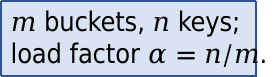 m buckets, n keys;
load factor α = n/m.